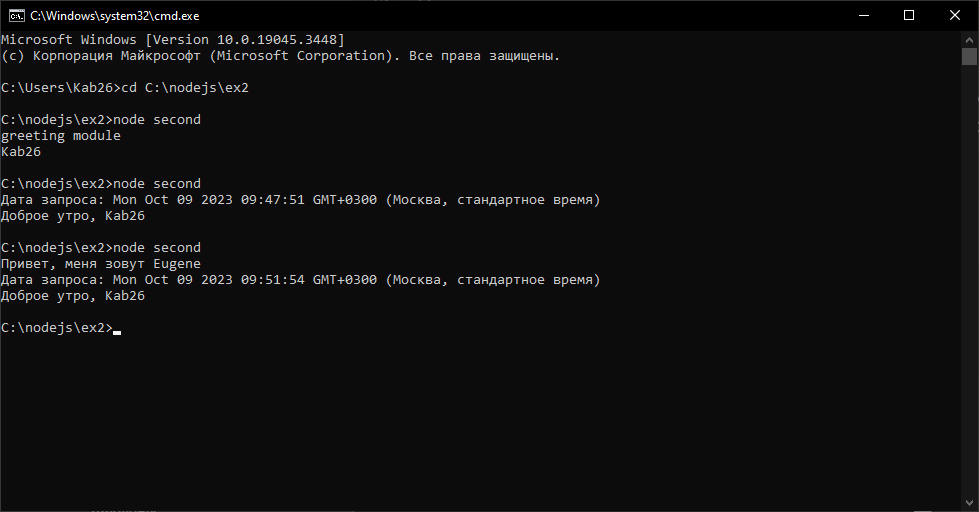 C:\Windows\system32\cmd.exe
Microsoft Windows [Version 10.0.19045.3448]
(c) Корпорация Майкрософт (Microsoft Corporation). Все права защищены.
C:\Users\Kab26>cd C:\nodejs\ex2
C:\nodejs\ex2>node second
greeting module
Kab26
C:\nodejs\ex2>node second
Дата запроса: Mon Oct 09 2023 09:47:51 GMT+0300 (Москва, стандартное время)
Доброе утро, Kab26
C:\nodejs\ex2>node second
Привет, меня зовут Eugene
Дата запроса: Mon Oct 09 2023 09:51:54 GMT+0300 (Москва, стандартное время)
Доброе утро, Kab26
C:\nodejs\ex2>